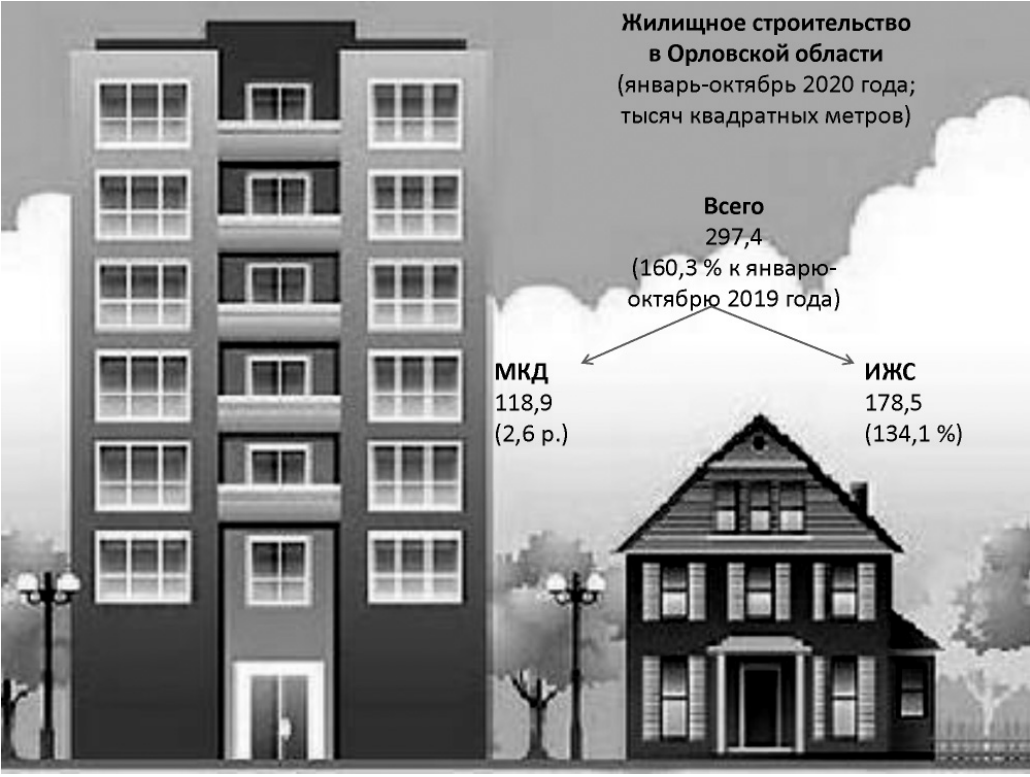 Жилищное строительство
в Орловской области
(январь-октябрь 2020 года;
тысяч квадратных метров)
Всего
297,4
(160,3 % к январю-
октябрю 2019 года)
МКД
118,9
(2,6 р.)
ИЖС
178,5
(134,1 %)